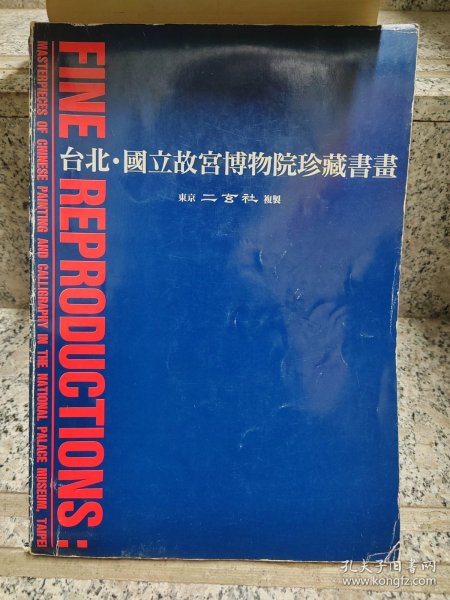 FINE REPRODUCTIONS:
MASTERPIECES OF CHINESE PAINTING AND CALLIGRAPHY IN THE NATIONAL PALACE MUSEUM, TAIPEI
台北・國立故宮博物院珍藏書畫
東京 二玄社 複製
孔夫子旧书网
www.kongfz.com